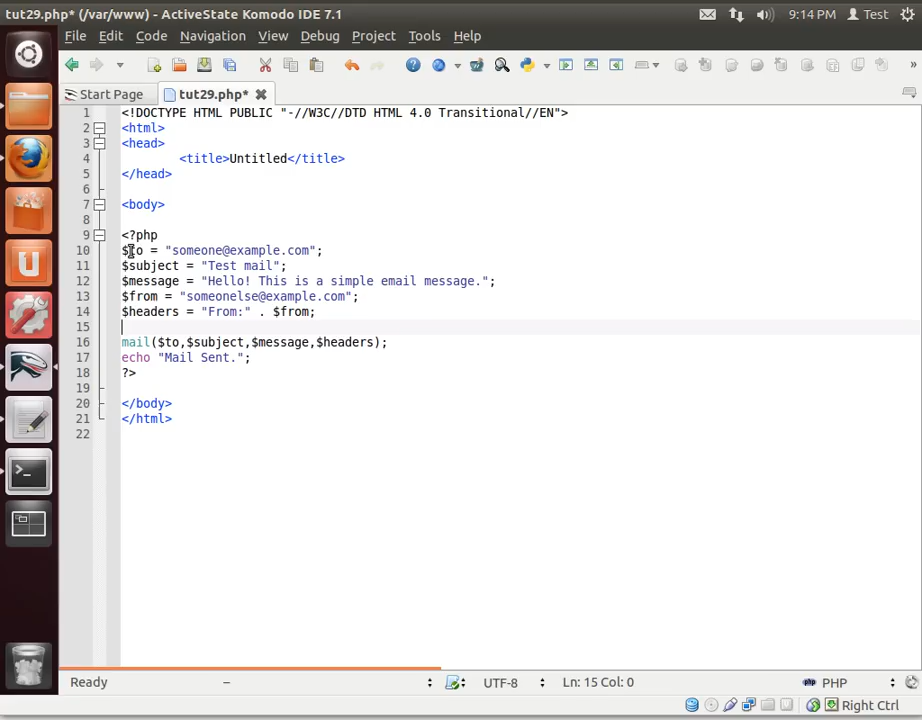 tut29.php* (/var/www) - ActiveState Komodo IDE 7.1
9:14 PM Test
File Edit Code Navigation View Debug Project Tools Help
Start Page tut29.php*
1 <!DOCTYPE HTML PUBLIC "-//W3C//DTD HTML 4.0 Transitional//EN">
2 <html>
3 <head>
4 <title>Untitled</title>
5 </head>
6
7 <body>
8
9 <?php
10 $to = "someone@example.com";
11 $subject = "Test mail";
12 $message = "Hello! This is a simple email message.";
13 $from = "someonelse@example.com";
14 $headers = "From:" . $from;
15
16 mail($to,$subject,$message,$headers);
17 echo "Mail Sent.";
18 ?>
19
20 </body>
21 </html>
22
Ready – UTF-8 Ln: 15 Col: 0 php PHP
Right Ctrl